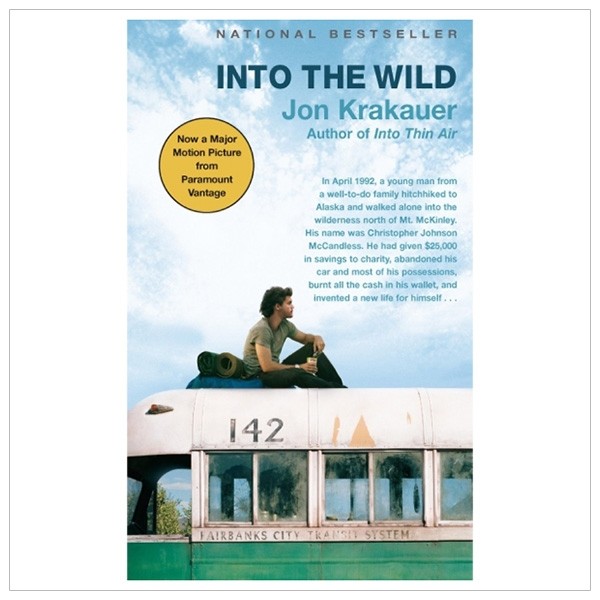 NATIONAL BESTSELLER
INTO THE WILD
Jon Krakauer
Author of Into Thin Air
Now a Major
Motion Picture
from
Paramount
Vantage
In April 1992, a young man from
a well-to-do family hitchhiked to
Alaska and walked alone into the
wilderness north of Mt. McKinley.
His name was Christopher Johnson
McCandless. He had given $25,000
in savings to charity, abandoned his
car and most of his possessions,
burnt all the cash in his wallet, and
invented a new life for himself . . .
142
FAIRBANKS CITY TRANSIT SYSTEM